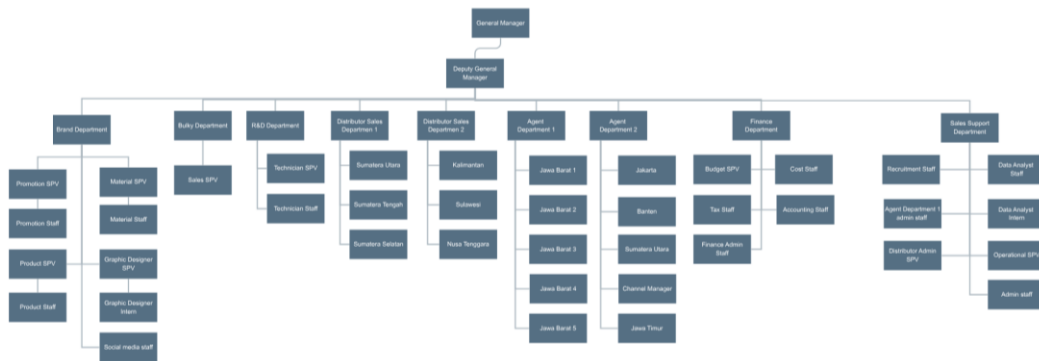 General Manager
Deputy General
Manager
Brand Department
Bulky Department
R&D Department
Distributor Sales
Departmen 1
Distributor Sales
Departmen 2
Agent
Department 1
Agent
Department 2
Finance
Department
Sales Support
Department
Promotion SPV
Promotion Staff
Product SPV
Product Staff
Material SPV
Material Staff
Graphic Designer
SPV
Graphic Designer
Intern
Social media staff
Sales SPV
Technician SPV
Technician Staff
Sumatera Utara
Sumatera Tengah
Sumatera Selatan
Kalimantan
Sulawesi
Nusa Tenggara
Jawa Barat 1
Jawa Barat 2
Jawa Barat 3
Jawa Barat 4
Jawa Barat 5
Jakarta
Banten
Sumatera Utara
Channel Manager
Jawa Timur
Budget SPV
Tax Staff
Finance Admin
Staff
Cost Staff
Accounting Staff
Recruitment Staff
Agent Department 1
admin staff
Distributor Admin
SPV
Data Analyst
Staff
Data Analyst
Intern
Operational SPV
Admin staff